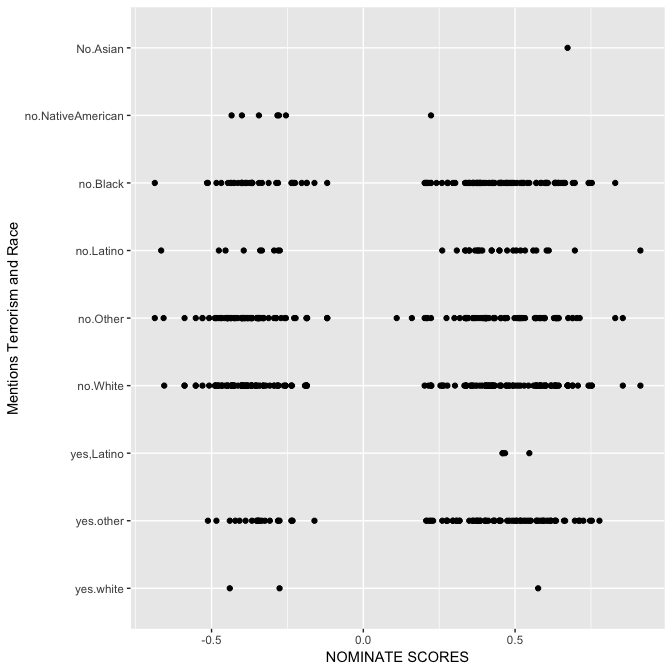 No.Asian
no.NativeAmerican
no.Black
no.Latino
no.Other
no.White
yes,Latino
yes.other
yes.white
Mentions Terrorism and Race
-0.5
0.0
0.5
NOMINATE SCORES